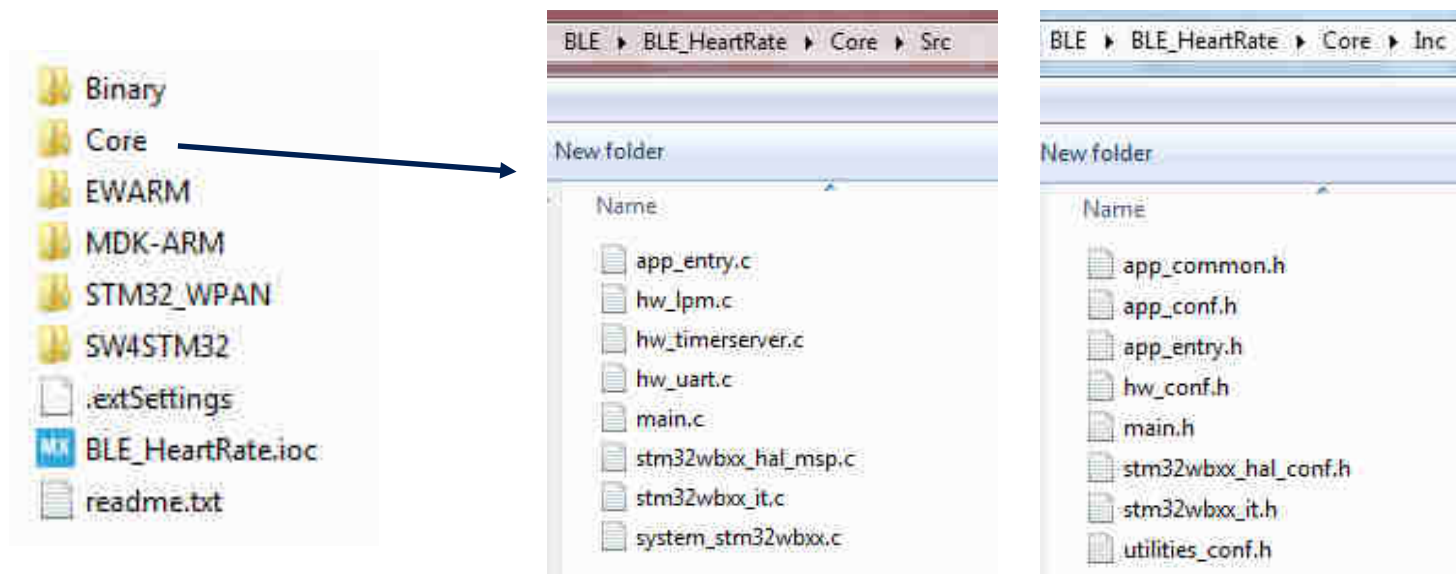 Binary
Core
EWARM
MDK-ARM
STM32_WPAN
SW4STM32
.extSettings
MX BLE_HeartRate.ioc
readme.txt
BLE ▸ BLE_HeartRate ▸ Core ▸ Src
New folder
Name
app_entry.c
hw_lpm.c
hw_timerserver.c
hw_uart.c
main.c
stm32wbxx_hal_msp.c
stm32wbxx_it.c
system_stm32wbxx.c
BLE ▸ BLE_HeartRate ▸ Core ▸ Inc
New folder
Name
app_common.h
app_conf.h
app_entry.h
hw_conf.h
main.h
stm32wbxx_hal_conf.h
stm32wbxx_it.h
utilities_conf.h